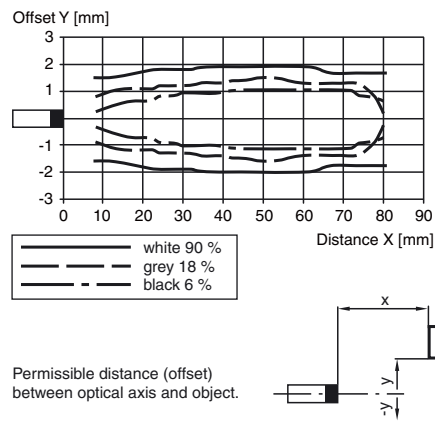 Offset Y [mm]
3
2
1
0
-1
-2
-3
0 10 20 30 40 50 60 70 80 90
Distance X [mm]
white 90 %
grey 18 %
black 6 %
x
y
-y
Permissible distance (offset)
between optical axis and object.